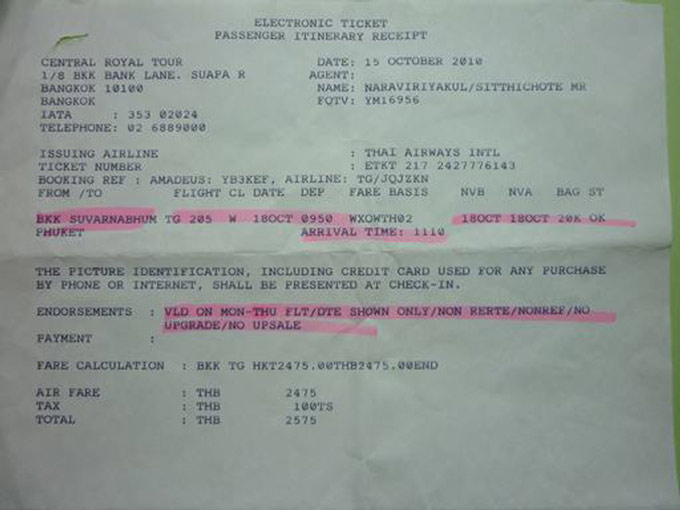 ELECTRONIC TICKET
PASSENGER ITINERARY RECEIPT
CENTRAL ROYAL TOUR DATE: 15 OCTOBER 2010
1/8 BKK BANK LANE. SUAPA R AGENT:
BANGKOK 10100 NAME: NARAVIRIYAKUL/SITTHICHOTE MR
BANGKOK FQTV: YM16956
IATA : 353 02024
TELEPHONE: 02 6889000
ISSUING AIRLINE : THAI AIRWAYS INTL
TICKET NUMBER : ETKT 217 2427776143
BOOKING REF : AMADEUS: YB3KEF, AIRLINE: TG/JQJZKN
FROM /TO FLIGHT CL DATE DEP FARE BASIS NVB NVA BAG ST
BKK SUVARNABHUM TG 205 W 18OCT 0950 WXOWTH02 18OCT 18OCT 20K OK
PHUKET ARRIVAL TIME: 1110
THE PICTURE IDENTIFICATION, INCLUDING CREDIT CARD USED FOR ANY PURCHASE
BY PHONE OR INTERNET, SHALL BE PRESENTED AT CHECK-IN.
ENDORSEMENTS : VLD ON MON-THU FLT/DTE SHOWN ONLY/NON RERTE/NONREF/NO
UPGRADE/NO UPSALE
PAYMENT :
FARE CALCULATION : BKK TG HKT2475.00THB2475.00END
AIR FARE : THB 2475
TAX : THB 100TS
TOTAL : THB 2575